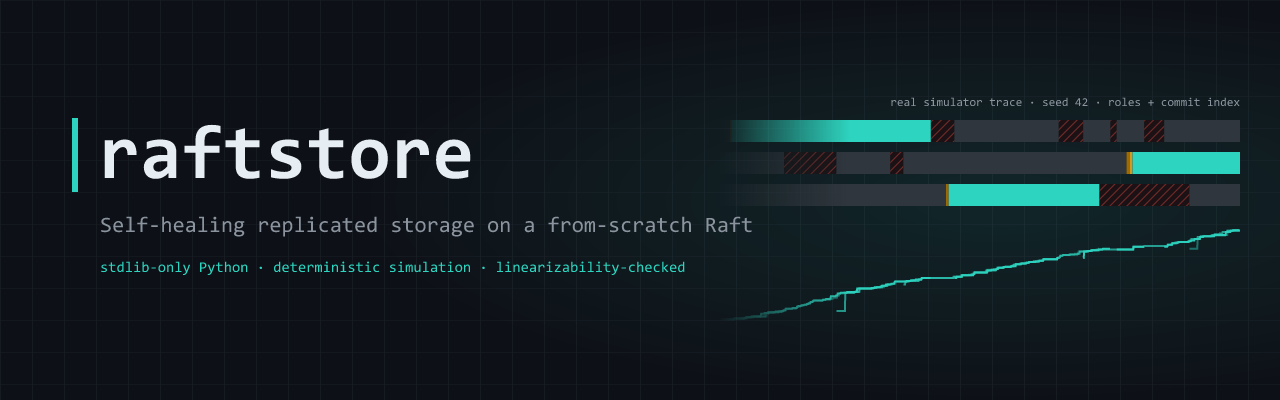 real simulator trace · seed 42 · roles + commit index
raftstore
Self-healing replicated storage on a from-scratch Raft
stdlib-only Python · deterministic simulation · linearizability-checked